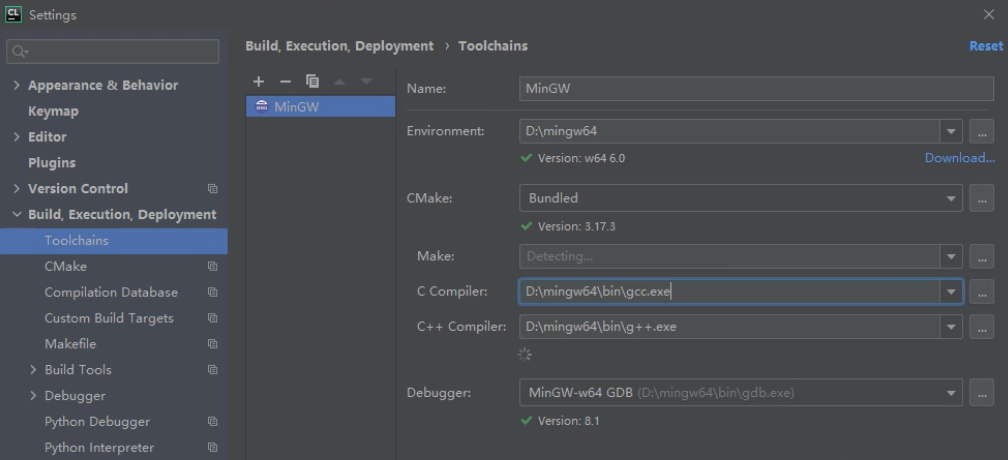 CL Settings
Build, Execution, Deployment › Toolchains Reset
Appearance & Behavior
Keymap
Editor
Plugins
Version Control
Build, Execution, Deployment
Toolchains
CMake
Compilation Database
Custom Build Targets
Makefile
Build Tools
Debugger
Python Debugger
Python Interpreter
MinGW
Name: MinGW
Environment: D:\mingw64 ...
Version: w64 6.0 Download...
CMake: Bundled ...
Version: 3.17.3
Make: Detecting... ...
C Compiler: D:\mingw64\bin\gcc.exe ...
C++ Compiler: D:\mingw64\bin\g++.exe ...
Debugger: MinGW-w64 GDB (D:\mingw64\bin\gdb.exe) ...
Version: 8.1